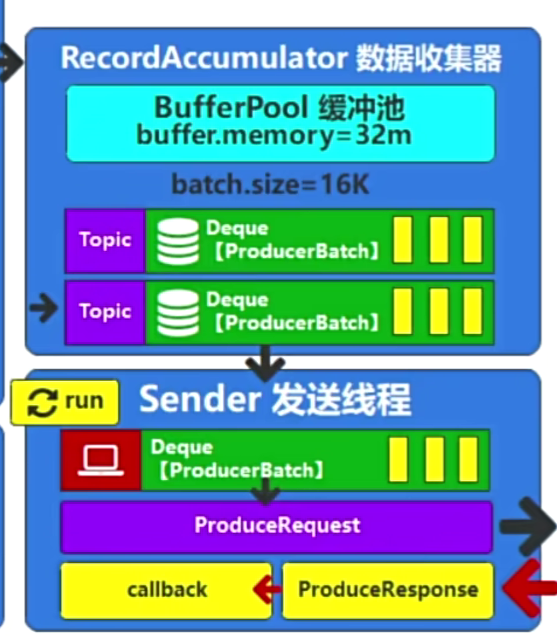 RecordAccumulator 数据收集器
BufferPool 缓冲池
buffer.memory=32m
batch.size=16K
Topic
Deque
【ProducerBatch】
Topic
Deque
【ProducerBatch】
run
Sender 发送线程
Deque
【ProducerBatch】
ProduceRequest
callback
ProduceResponse